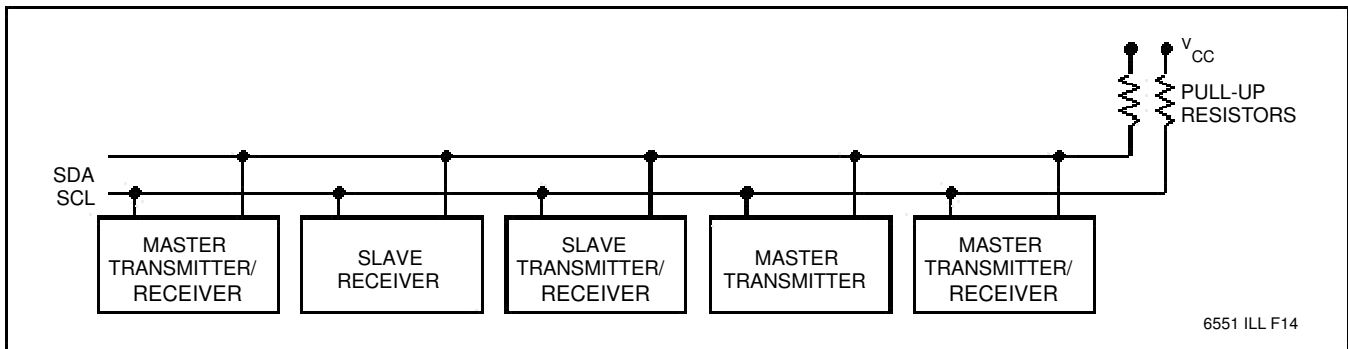 V
CC
PULL-UP
RESISTORS
SDA
SCL
MASTER
TRANSMITTER/
RECEIVER
SLAVE
RECEIVER
SLAVE
TRANSMITTER/
RECEIVER
MASTER
TRANSMITTER
MASTER
TRANSMITTER/
RECEIVER
6551 ILL F14